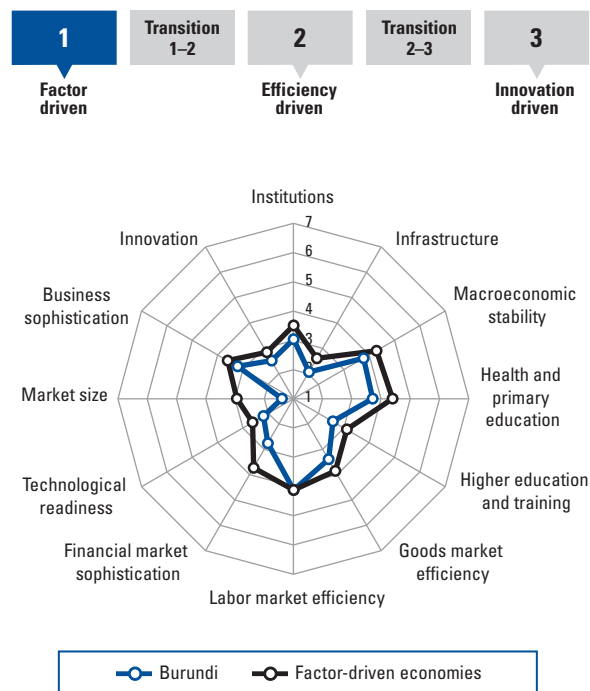 1
Transition
1–2
2
Transition
2–3
3
Factor
driven
Efficiency
driven
Innovation
driven
Institutions
7
6
5
4
3
2
1
Infrastructure
Macroeconomic
stability
Health and
primary
education
Higher education
and training
Goods market
efficiency
Labor market efficiency
Financial market
sophistication
Technological
readiness
Market size
Business
sophistication
Innovation
Burundi
Factor-driven economies